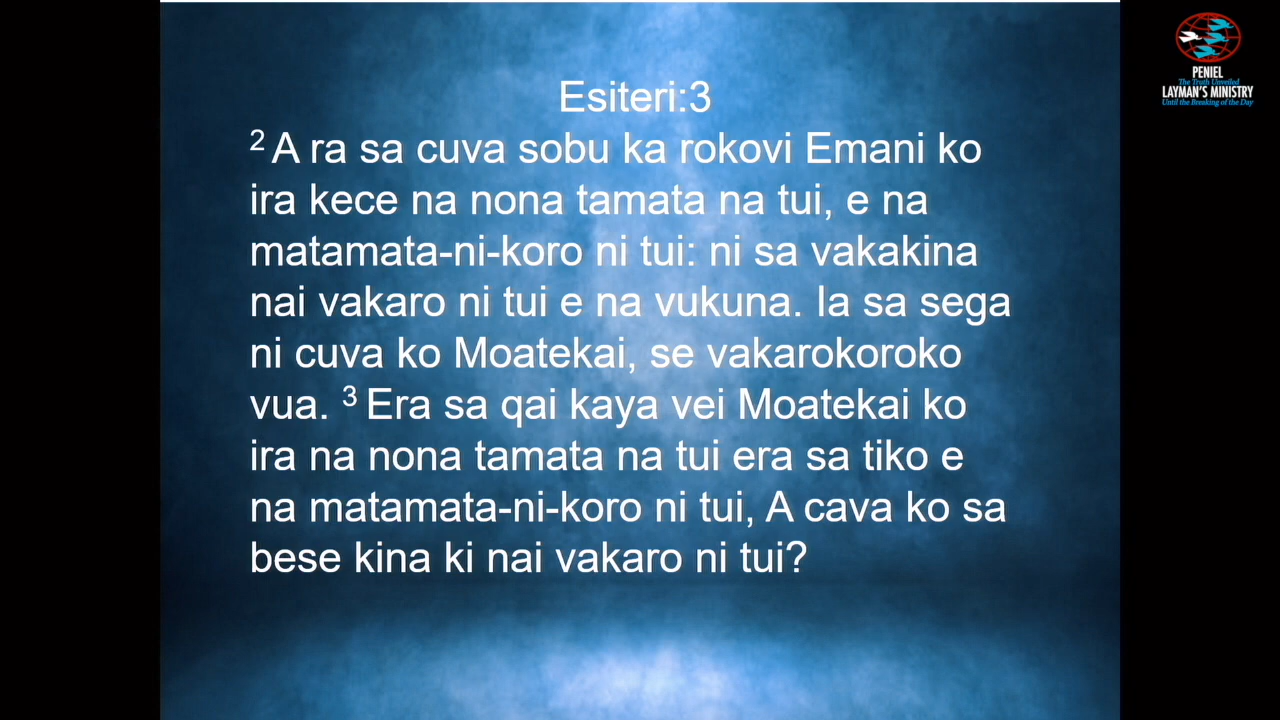 Esiteri:3
2 A ra sa cuva sobu ka rokovi Emani ko
ira kece na nona tamata na tui, e na
matamata-ni-koro ni tui: ni sa vakakina
nai vakaro ni tui e na vukuna. Ia sa sega
ni cuva ko Moatekai, se vakarokoroko
vua. 3 Era sa qai kaya vei Moatekai ko
ira na nona tamata na tui era sa tiko e
na matamata-ni-koro ni tui, A cava ko sa
bese kina ki nai vakaro ni tui?
PENIEL
The Truth Unveiled
LAYMAN'S MINISTRY
Until the Breaking of the Day